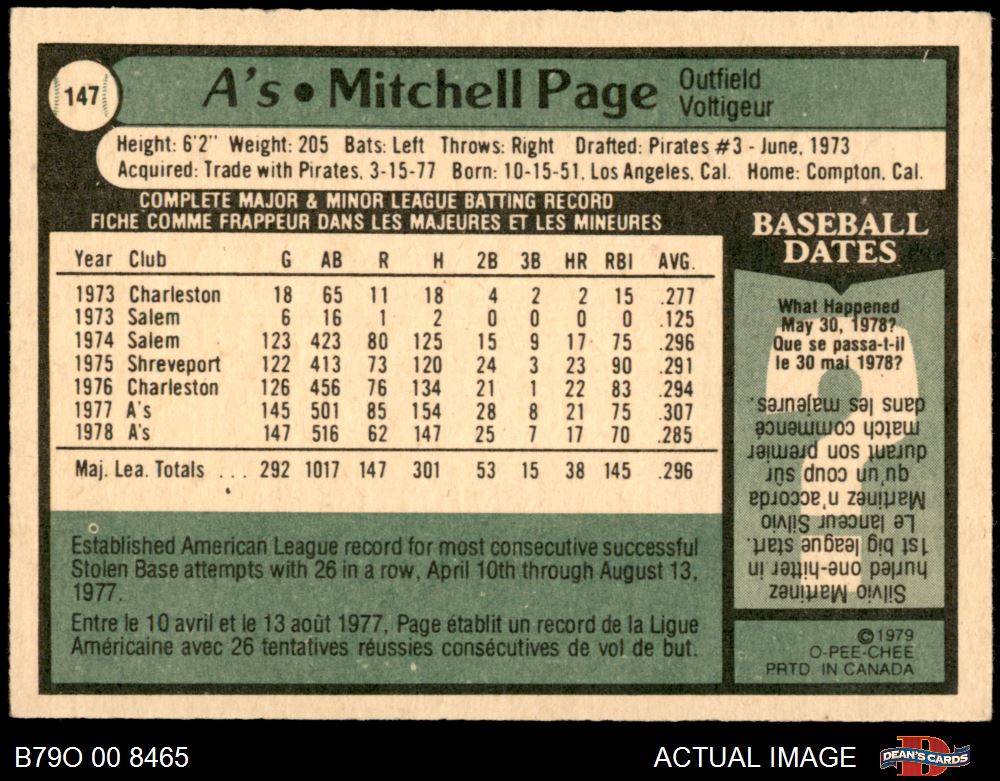 147
A's • Mitchell Page
Outfield
Voltigeur
Height: 6'2" Weight: 205 Bats: Left Throws: Right Drafted: Pirates #3 - June, 1973
Acquired: Trade with Pirates, 3-15-77 Born: 10-15-51, Los Angeles, Cal. Home: Compton, Cal.
COMPLETE MAJOR & MINOR LEAGUE BATTING RECORD
FICHE COMME FRAPPEUR DANS LES MAJEURES ET LES MINEURES
Year Club G AB R H 2B 3B HR RBI AVG.
1973 Charleston 18 65 11 18 4 2 2 15 .277
1973 Salem 6 16 1 2 0 0 0 0 .125
1974 Salem 123 423 80 125 15 9 17 75 .296
1975 Shreveport 122 413 73 120 24 3 23 90 .291
1976 Charleston 126 456 76 134 21 1 22 83 .294
1977 A's 145 501 85 154 28 8 21 75 .307
1978 A's 147 516 62 147 25 7 17 70 .285
Maj. Lea. Totals ... 292 1017 147 301 53 15 38 145 .296
Established American League record for most consecutive successful
Stolen Base attempts with 26 in a row, April 10th through August 13,
1977.
Entre le 10 avril et le 13 août 1977, Page établit un record de la Ligue
Américaine avec 26 tentatives réussies consécutives de vol de but.
BASEBALL
DATES
What Happened
May 30, 1978?
Que se passa-t-il
le 30 mai 1978?
Silvio Martinez
hurled one-hitter in
1st big league start.
Le lanceur Silvio
Martinez n'accorda
qu'un coup sûr
durant son premier
match commencé
dans les majeures.
©1979
O-PEE-CHEE
PRTD IN CANADA
B79O 00 8465
ACTUAL IMAGE
DEAN'S CARDS